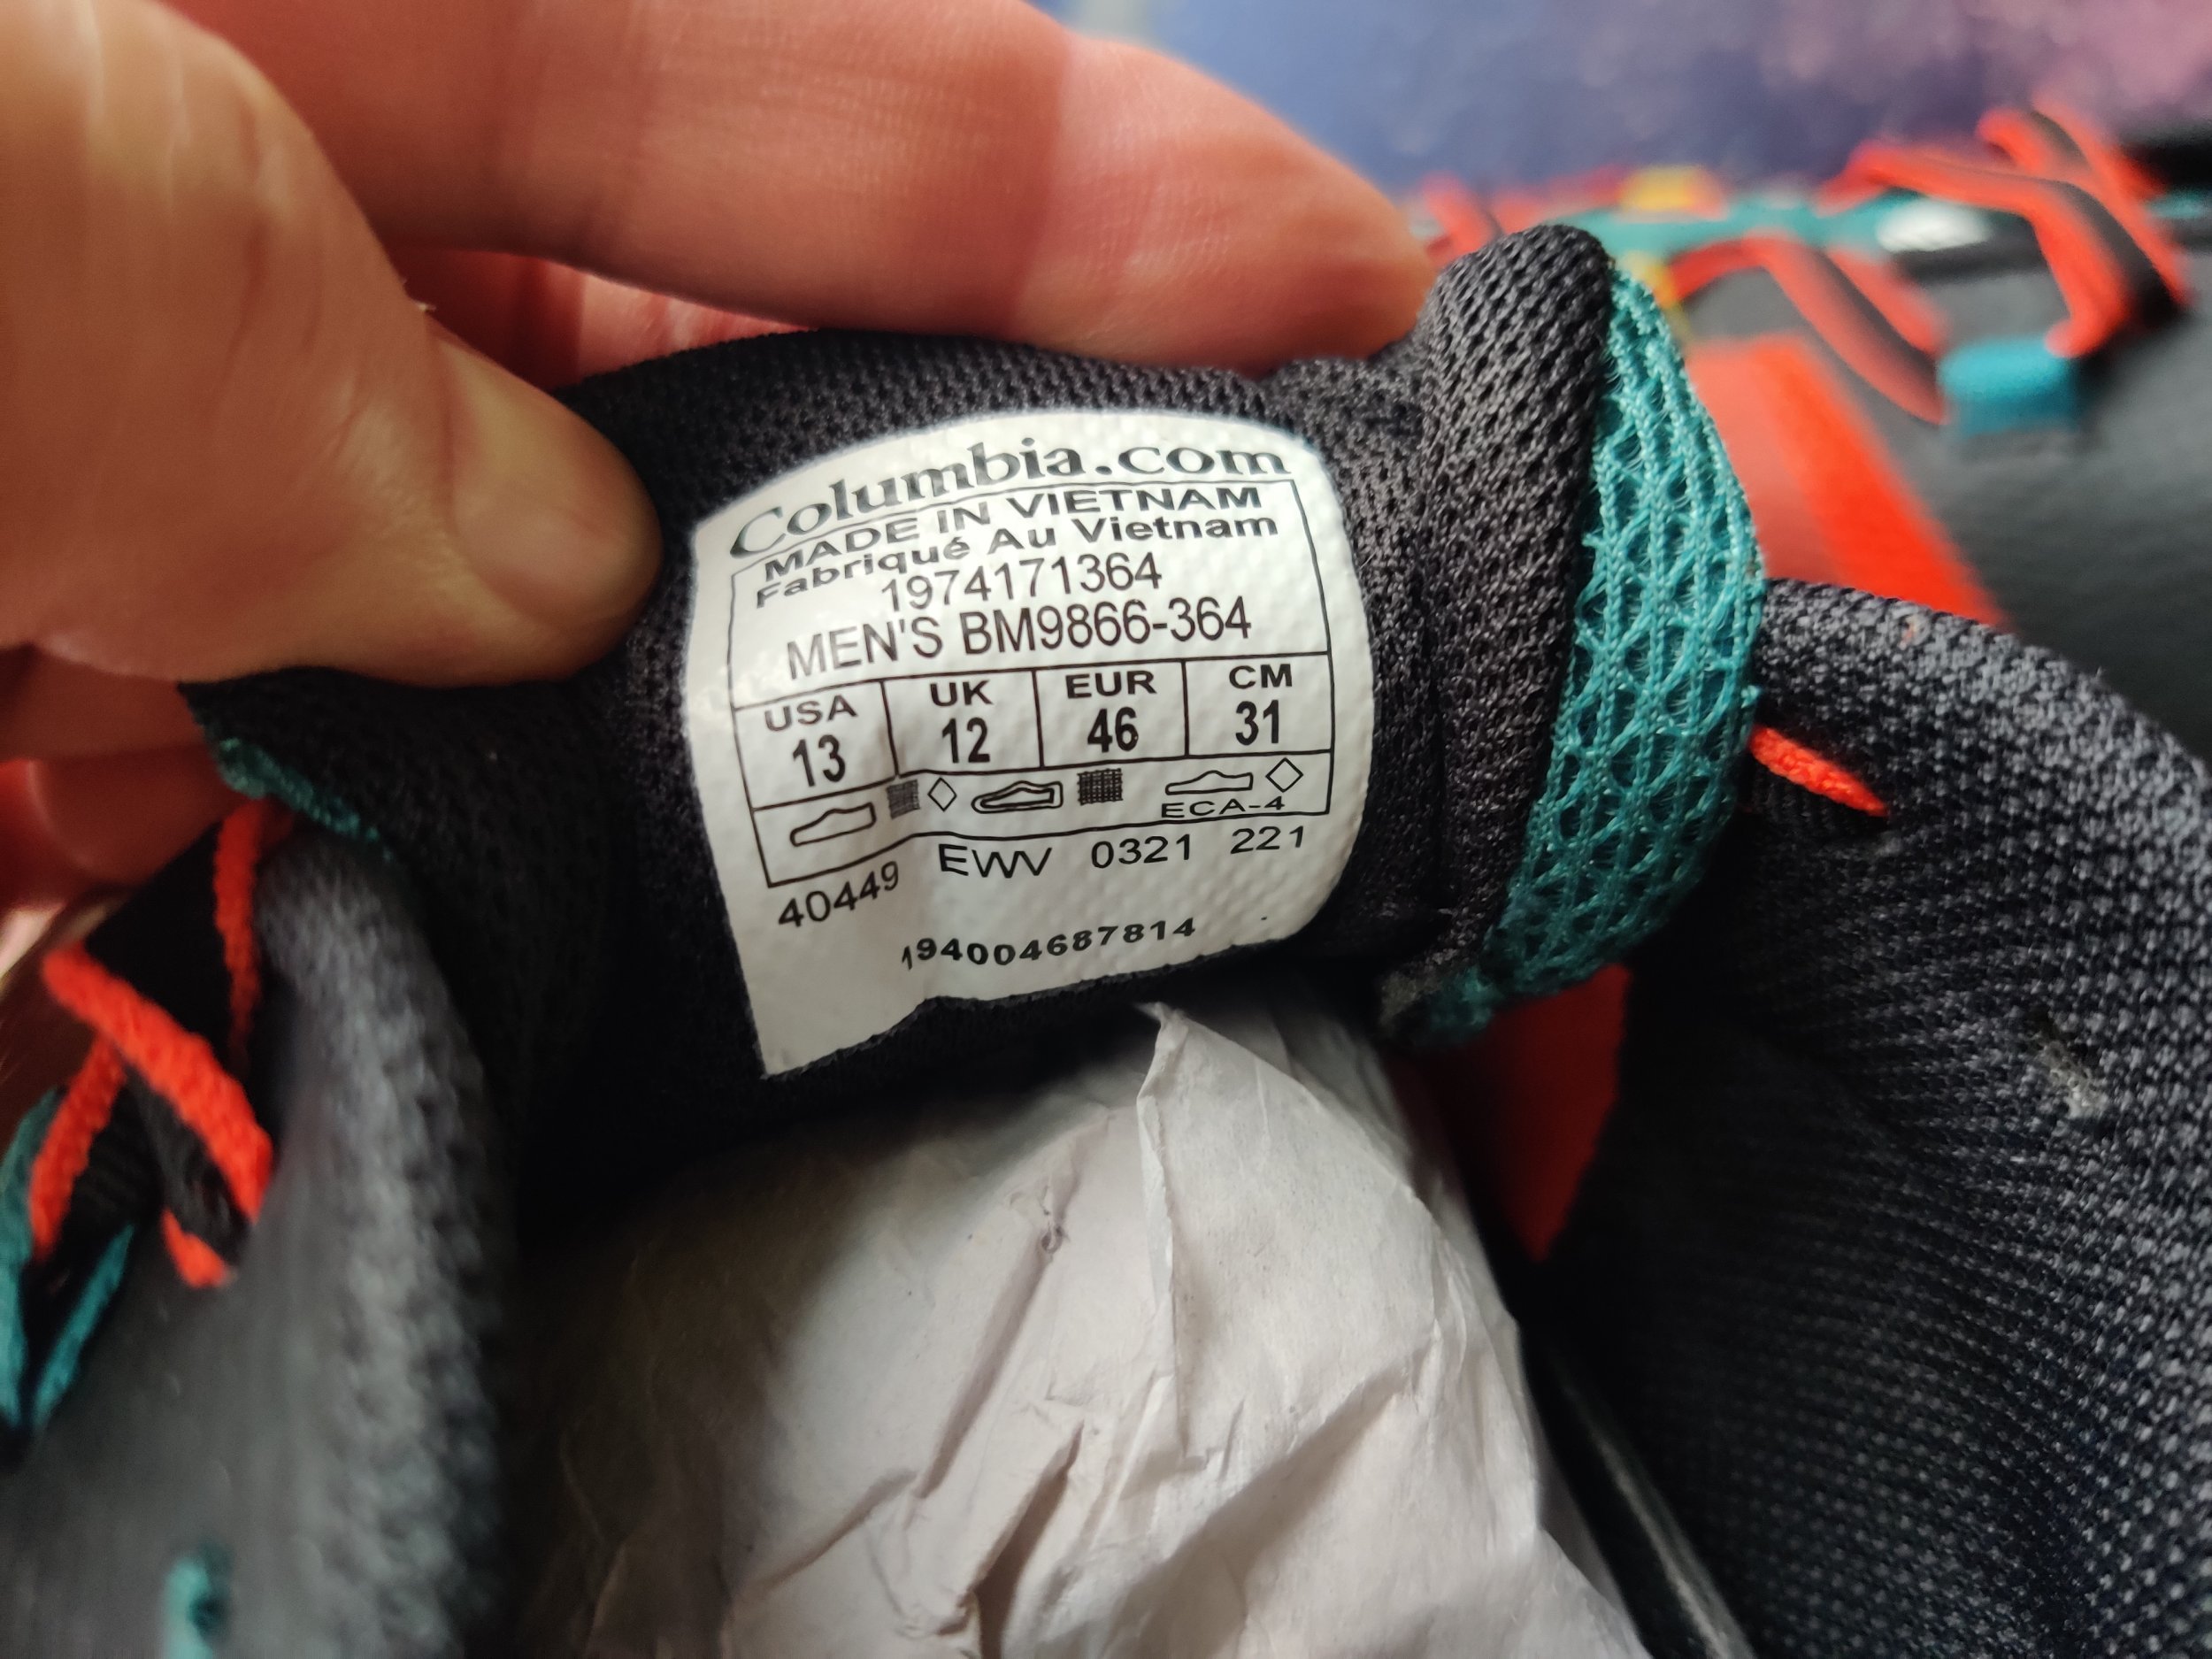 Columbia.com
MADE IN VIETNAM
Fabriqué Au Vietnam
1974171364
MEN'S BM9866-364
USA UK EUR CM
13 12 46 31
ECA-4
40449 EWV 0321 221
194004687814